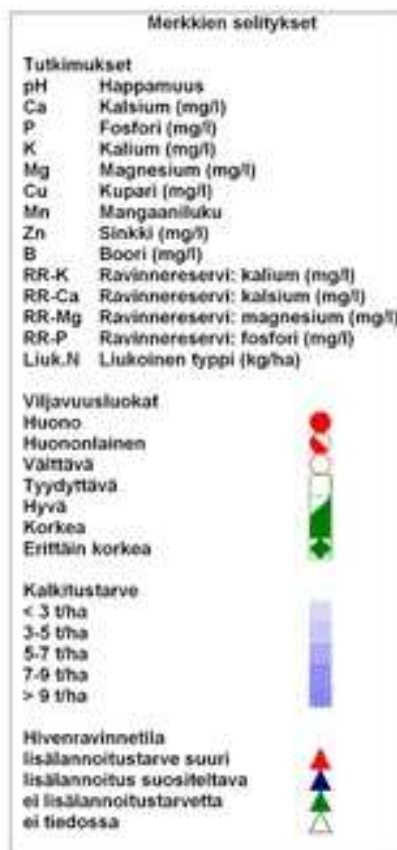 Merkkien selitykset
Tutkimukset
pH Happamuus
Ca Kalsium (mg/l)
P Fosfori (mg/l)
K Kalium (mg/l)
Mg Magnesium (mg/l)
Cu Kupari (mg/l)
Mn Mangaaniluku
Zn Sinkki (mg/l)
B Boori (mg/l)
RR-K Ravinnereservi: kalium (mg/l)
RR-Ca Ravinnereservi: kalsium (mg/l)
RR-Mg Ravinnereservi: magnesium (mg/l)
RR-P Ravinnereservi: fosfori (mg/l)
Liuk.N Liukoinen typpi (kg/ha)
Viljavuusluokat
Huono
Huononlainen
Välttävä
Tyydyttävä
Hyvä
Korkea
Erittäin korkea
Kalkitustarve
< 3 t/ha
3-5 t/ha
5-7 t/ha
7-9 t/ha
> 9 t/ha
Hivenravinnetila
lisälannoitustarve suuri
lisälannoitus suositeltava
ei lisälannoitustarvetta
ei tiedossa